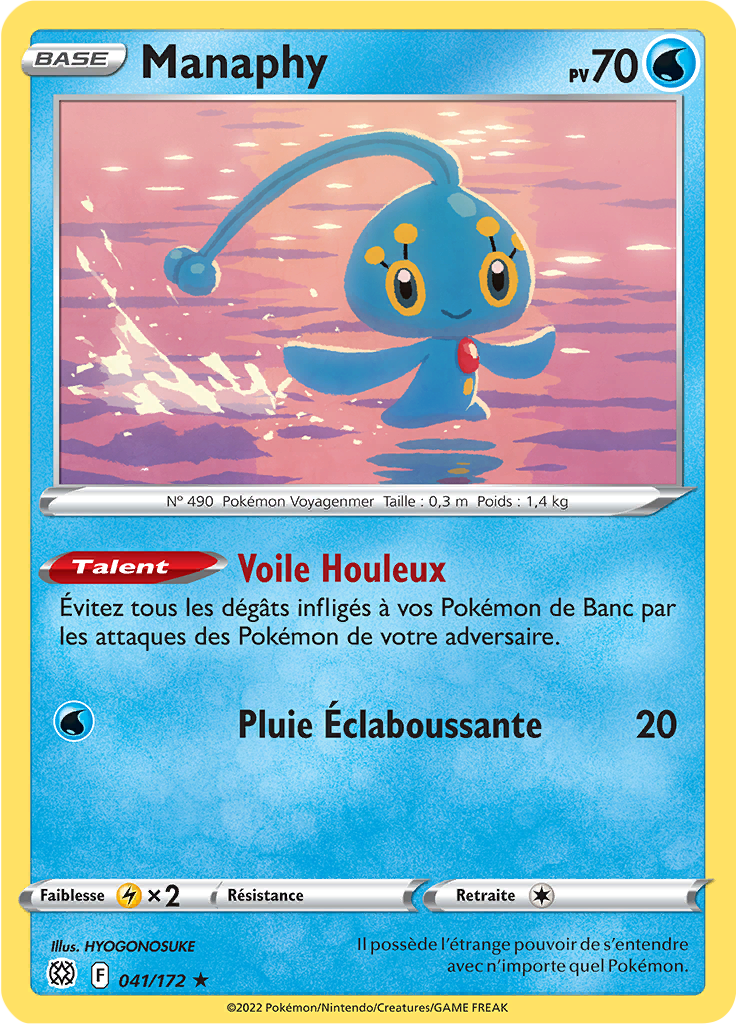 BASE Manaphy PV70
N° 490 Pokémon Voyagenmer Taille : 0,3 m Poids : 1,4 kg
Talent Voile Houleux
Évitez tous les dégâts infligés à vos Pokémon de Banc par
les attaques des Pokémon de votre adversaire.
Pluie Éclaboussante 20
Faiblesse ×2 Résistance Retraite
Illus. HYOGONOSUKE
Il possède l'étrange pouvoir de s'entendre
avec n'importe quel Pokémon.
F 041/172 ★
©2022 Pokémon/Nintendo/Creatures/GAME FREAK